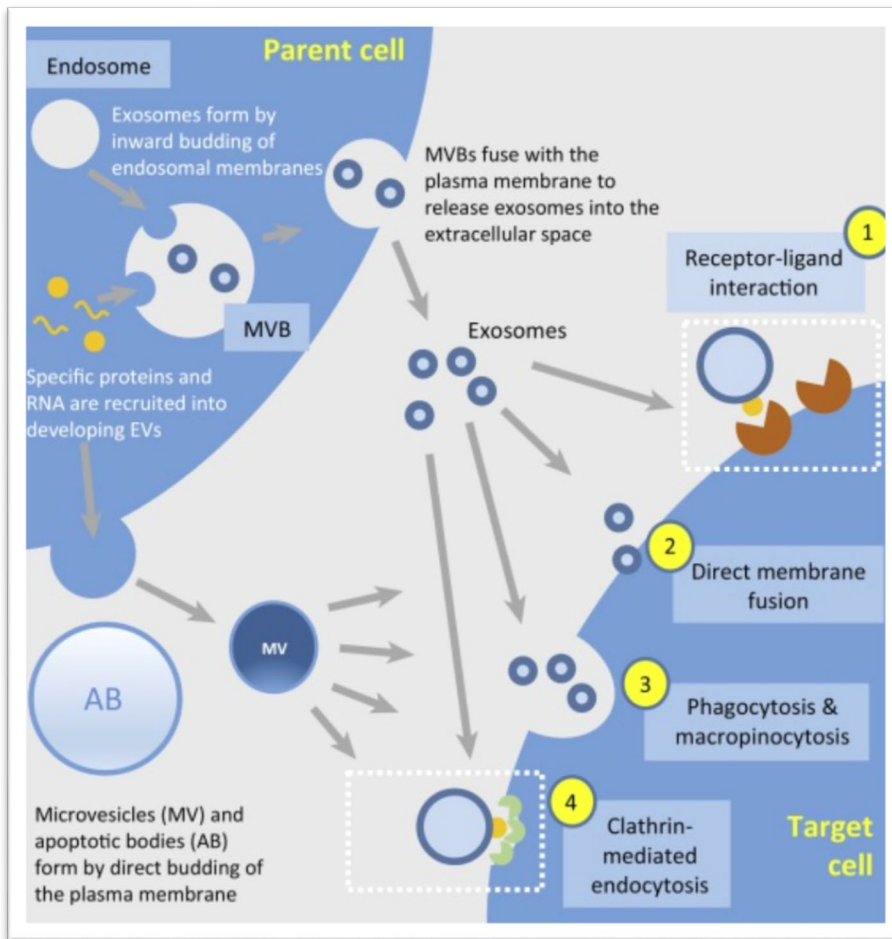 Parent cell
Endosome
Exosomes form by
inward budding of
endosomal membranes
MVBs fuse with the
plasma membrane to
release exosomes into the
extracellular space
1
Receptor-ligand
interaction
MVB
Exosomes
Specific proteins and
RNA are recruited into
developing EVs
2
Direct membrane
fusion
MV
AB
3
Phagocytosis &
macropinocytosis
4
Clathrin-
mediated
endocytosis
Target
cell
Microvesicles (MV) and
apoptotic bodies (AB)
form by direct budding of
the plasma membrane